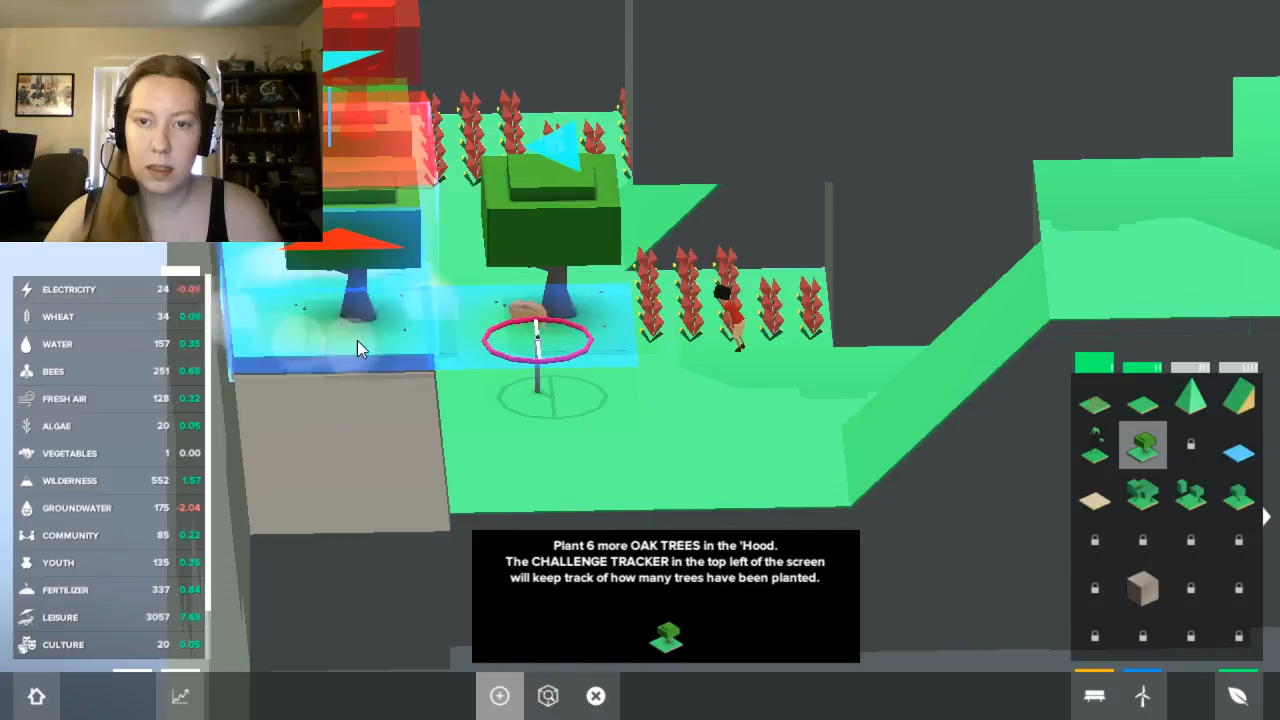 ELECTRICITY 24 -0.09
WHEAT 34 0.09
WATER 157 0.35
BEES 251 0.65
FRESH AIR 128 0.22
ALGAE 20 0.05
VEGETABLES 1 0.00
WILDERNESS 552 1.57
GROUNDWATER 175 -2.04
COMMUNITY 85 0.22
YOUTH 135 0.35
FERTILIZER 337 0.84
LEISURE 3057 7.69
CULTURE 20 0.05
Plant 6 more OAK TREES in the 'Hood.
The CHALLENGE TRACKER in the top left of the screen
will keep track of how many trees have been planted.